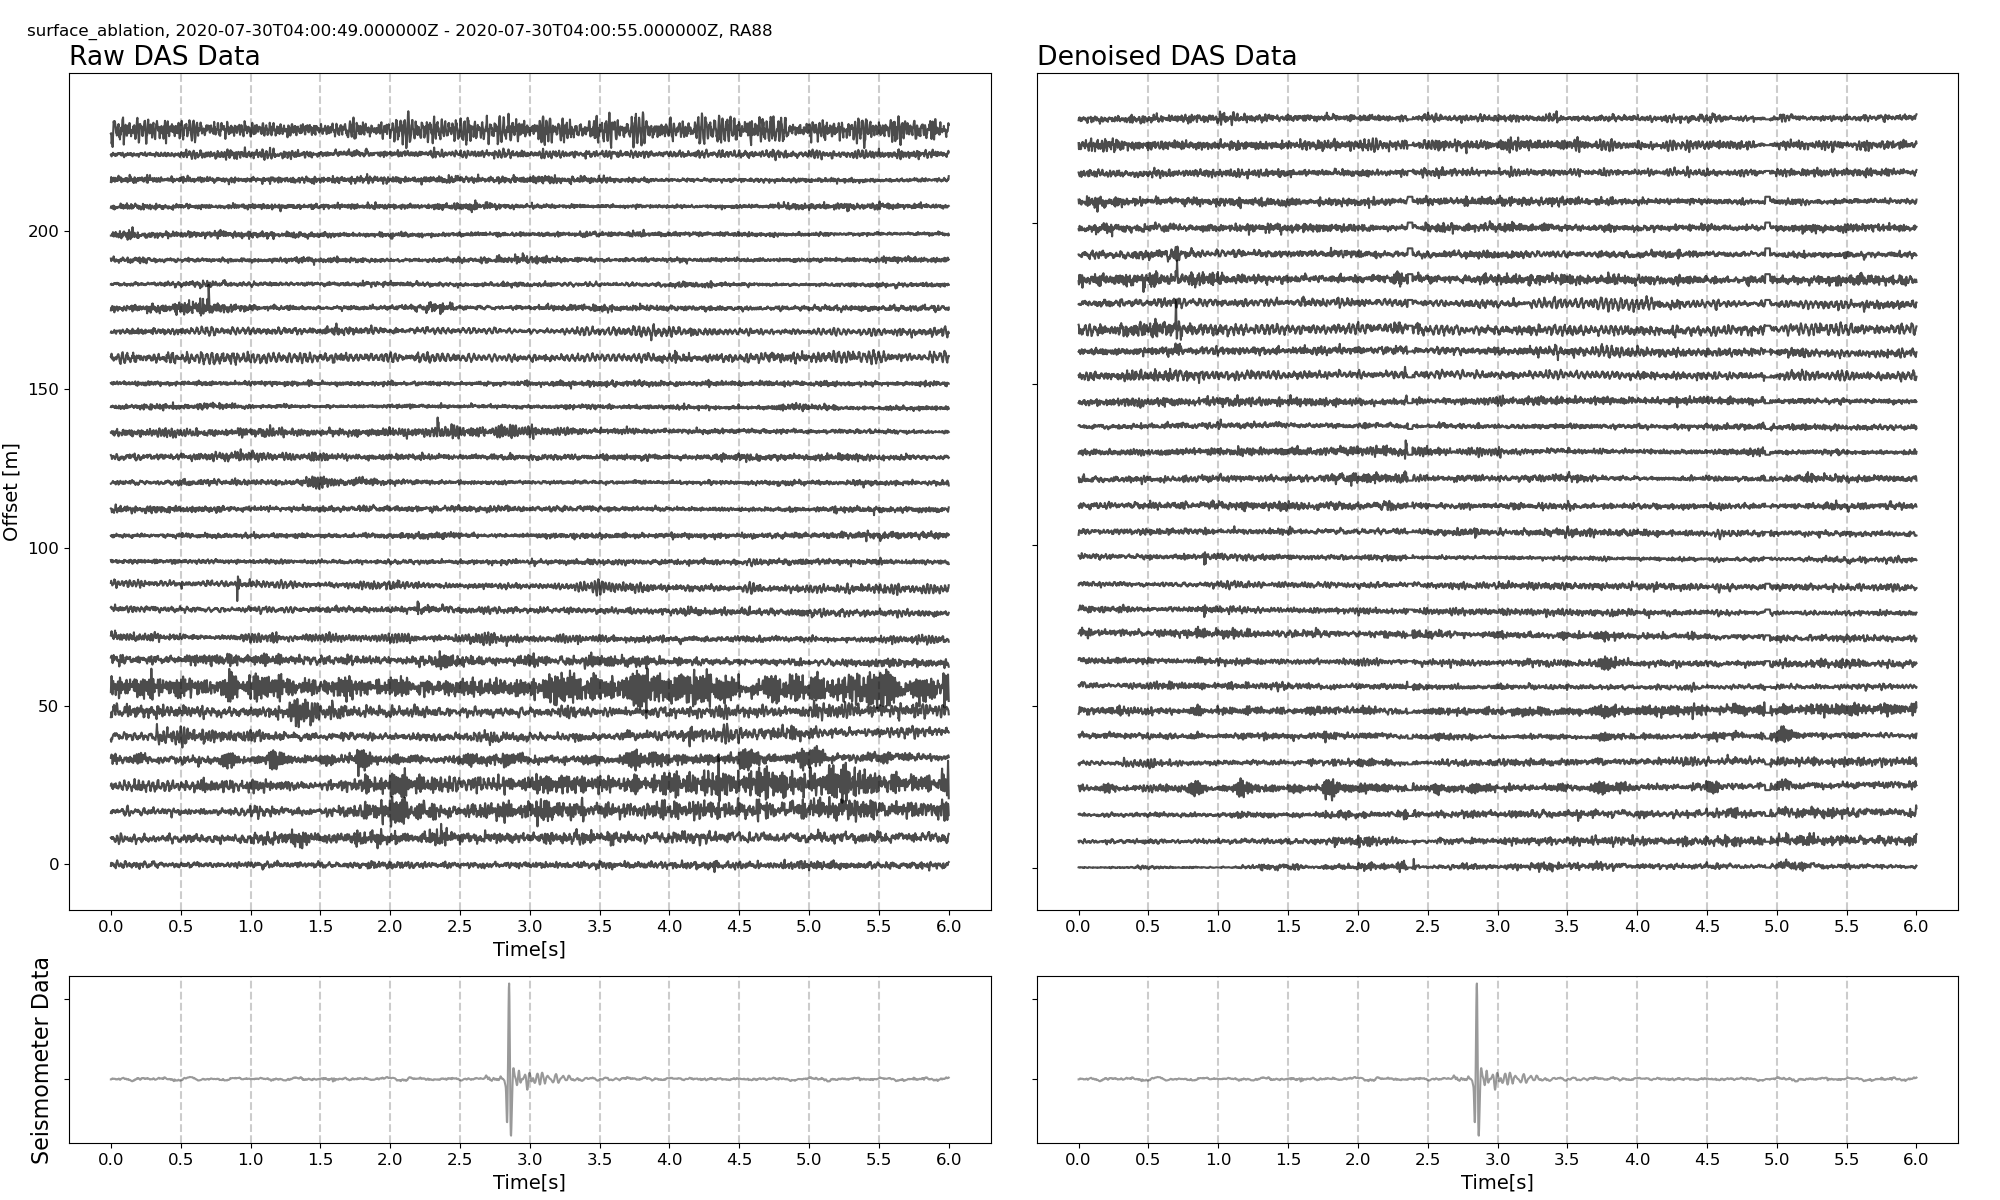 surface_ablation, 2020-07-30T04:00:49.000000Z - 2020-07-30T04:00:55.000000Z, RA88
Raw DAS Data
Denoised DAS Data
Offset [m]
200
150
100
50
0
0.0 0.5 1.0 1.5 2.0 2.5 3.0 3.5 4.0 4.5 5.0 5.5 6.0
Time[s]
0.0 0.5 1.0 1.5 2.0 2.5 3.0 3.5 4.0 4.5 5.0 5.5 6.0
Seismometer Data
0.0 0.5 1.0 1.5 2.0 2.5 3.0 3.5 4.0 4.5 5.0 5.5 6.0
Time[s]
0.0 0.5 1.0 1.5 2.0 2.5 3.0 3.5 4.0 4.5 5.0 5.5 6.0
Time[s]